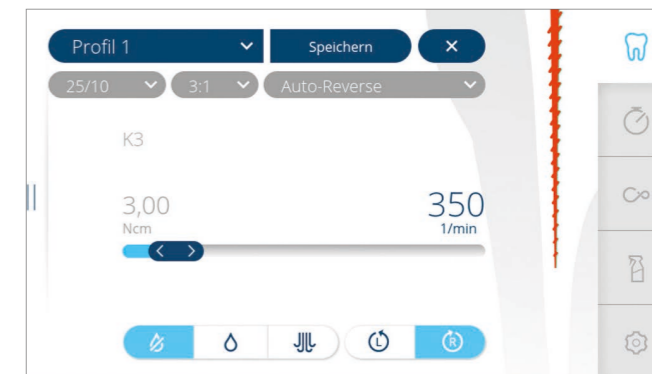 Profil 1 Speichern
25/10 3:1 Auto-Reverse
K3
3,00 350
Ncm 1/min
L R